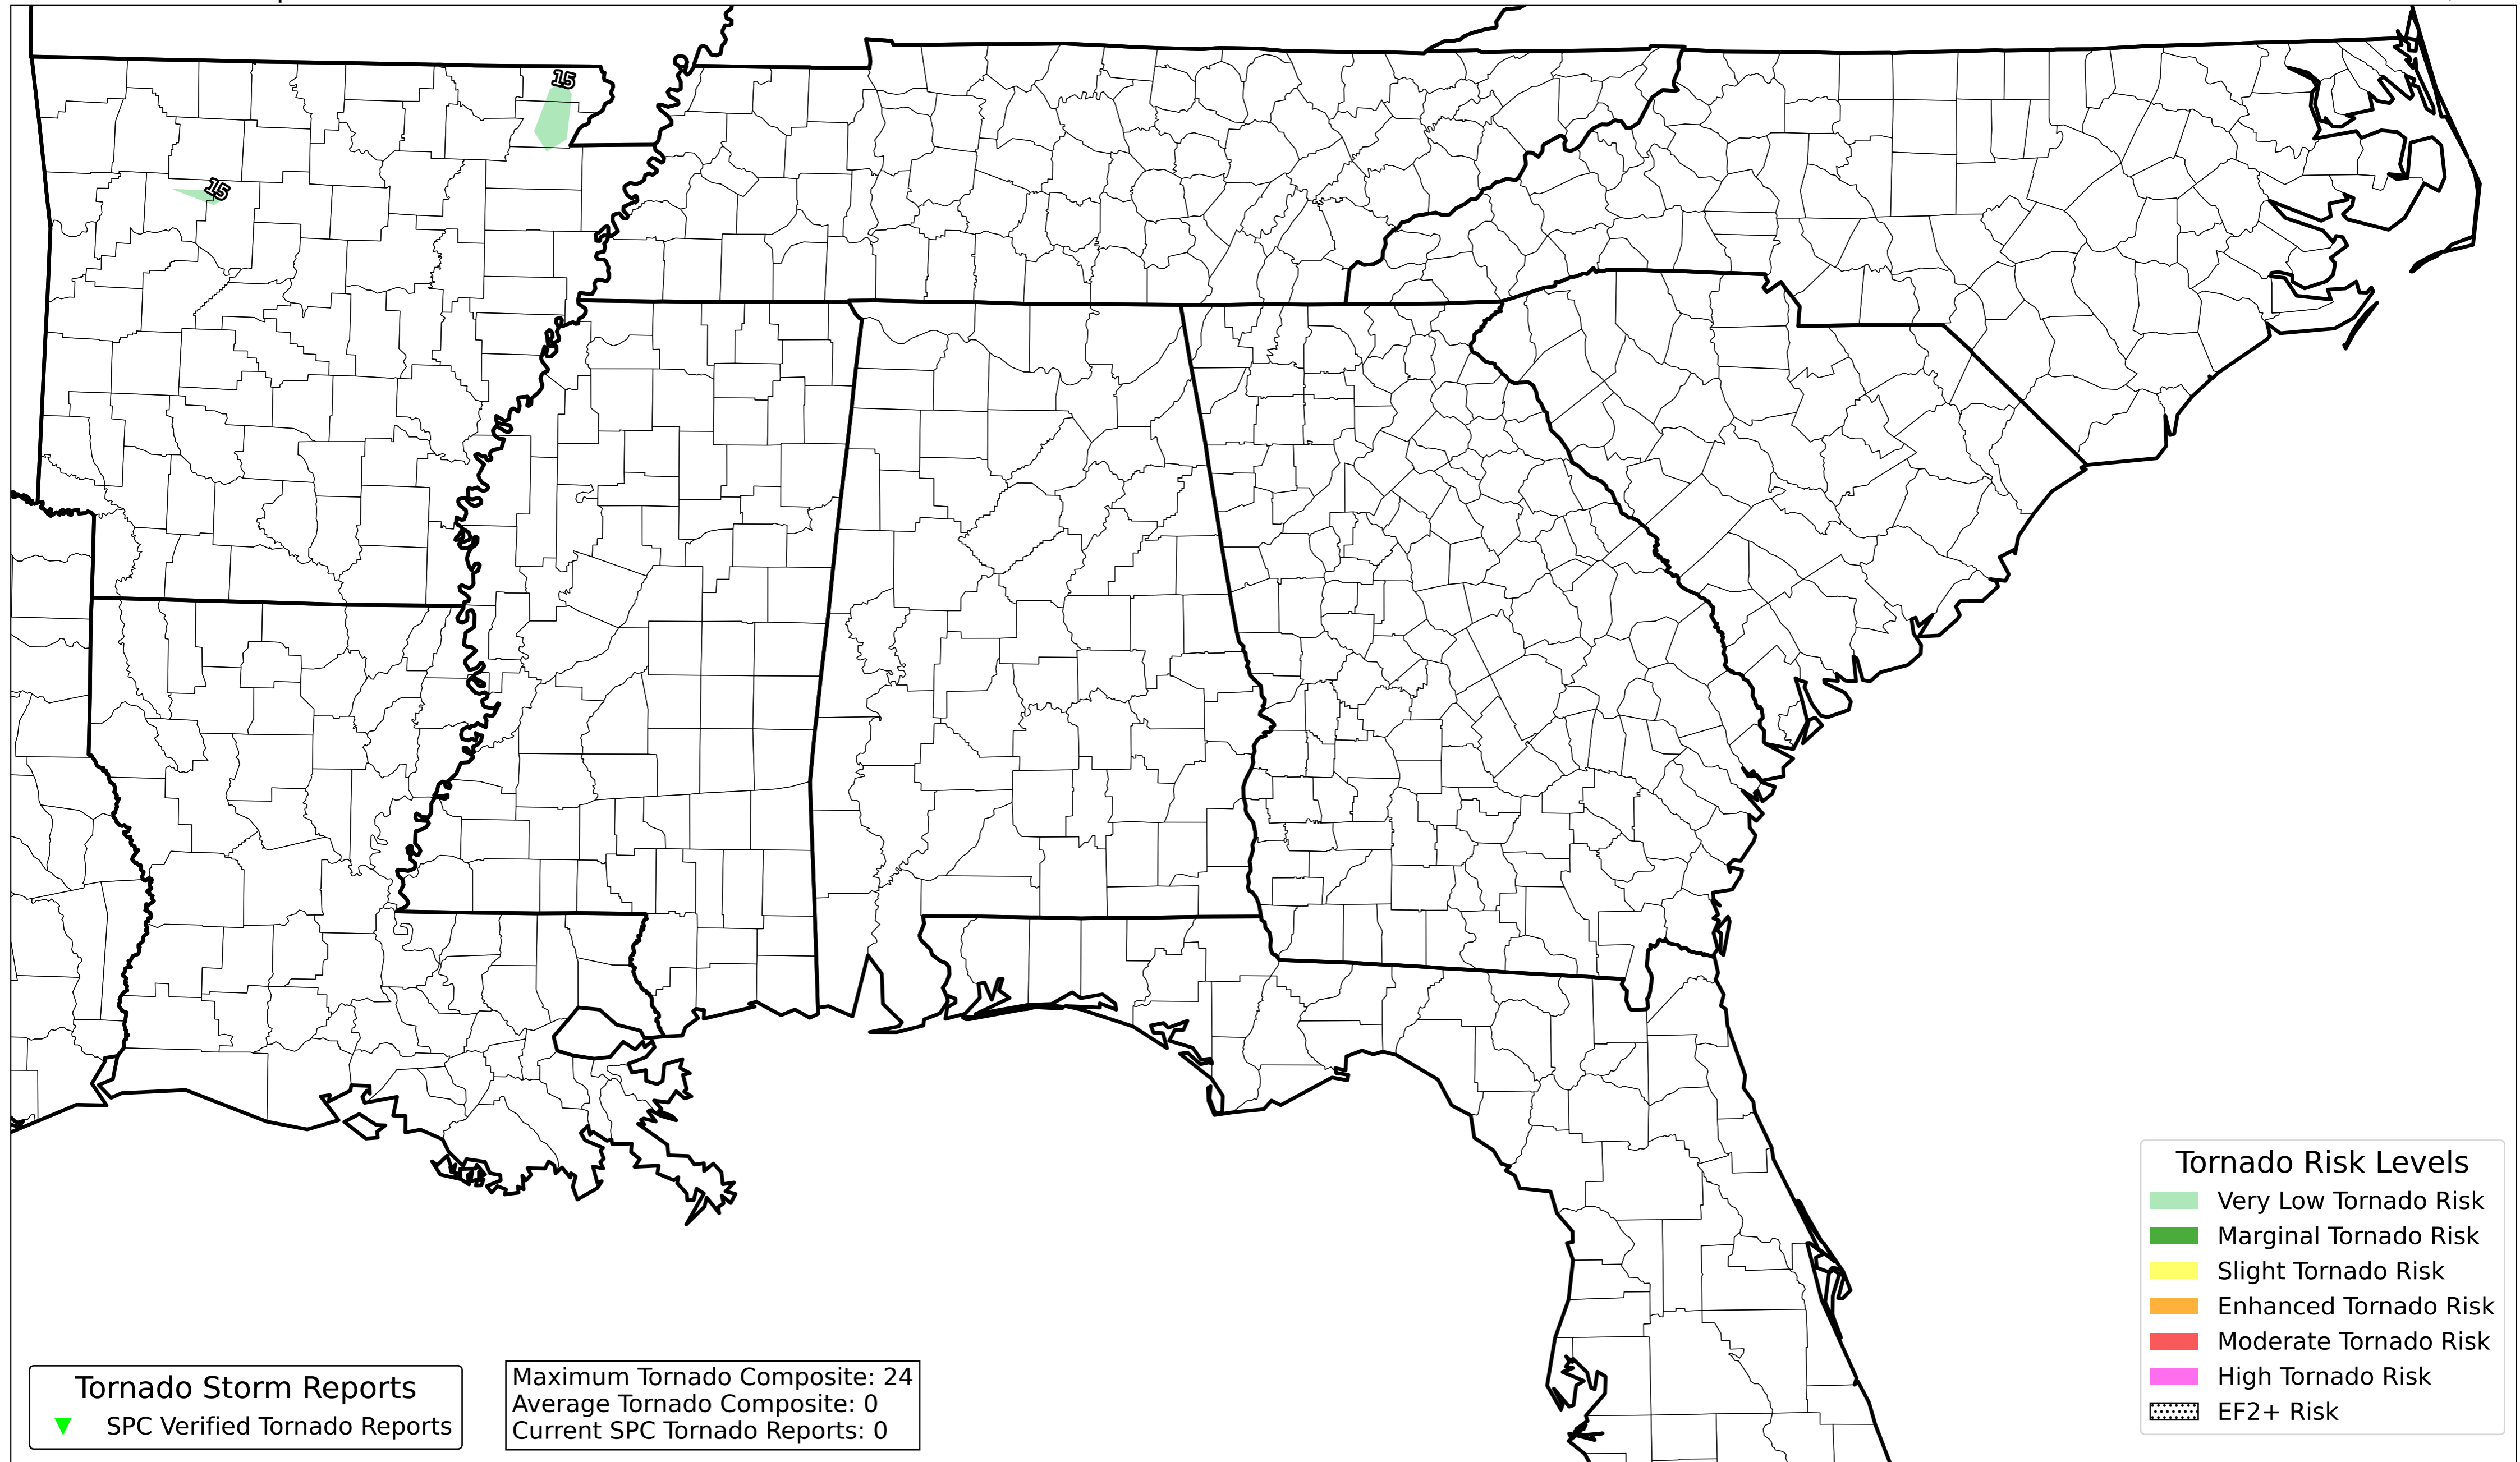 15
15
Tornado Risk Levels
Very Low Tornado Risk
Marginal Tornado Risk
Slight Tornado Risk
Enhanced Tornado Risk
Moderate Tornado Risk
High Tornado Risk
EF2+ Risk
Tornado Storm Reports
SPC Verified Tornado Reports
Maximum Tornado Composite: 24
Average Tornado Composite: 0
Current SPC Tornado Reports: 0